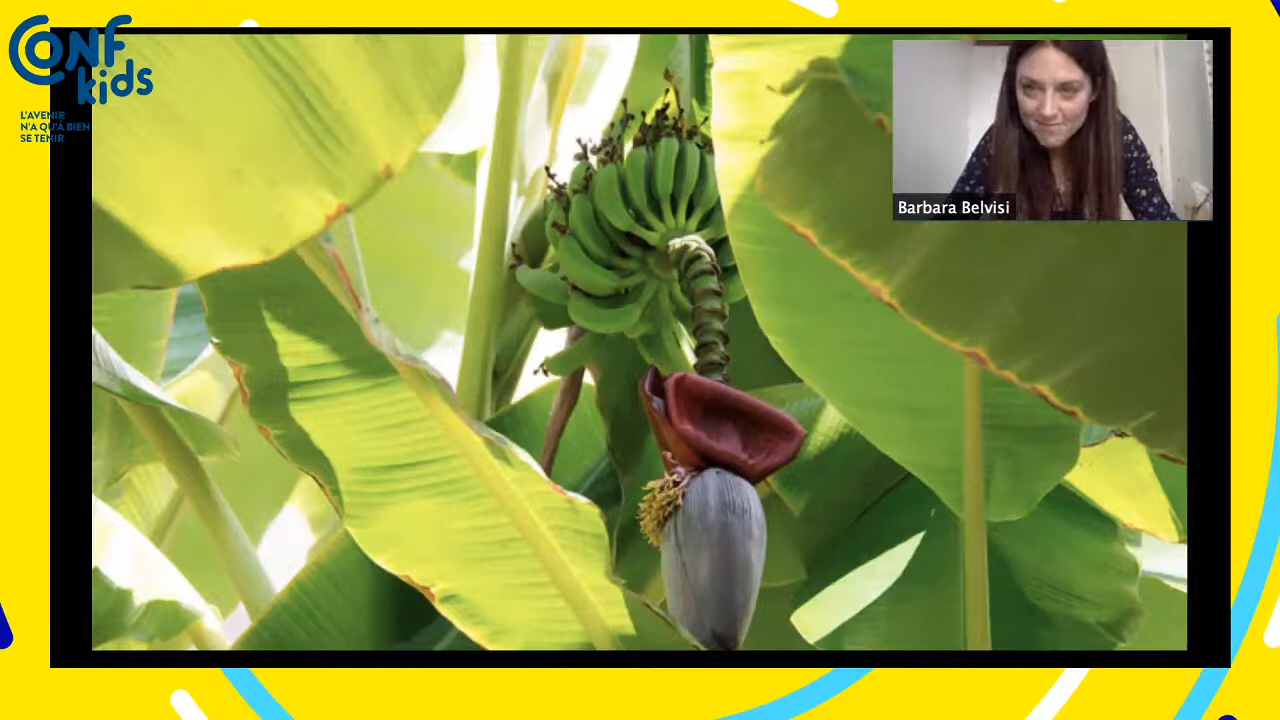 CONF
kids
L'AVENIR
N'A QU'À BIEN
SE TENIR
Barbara Belvisi